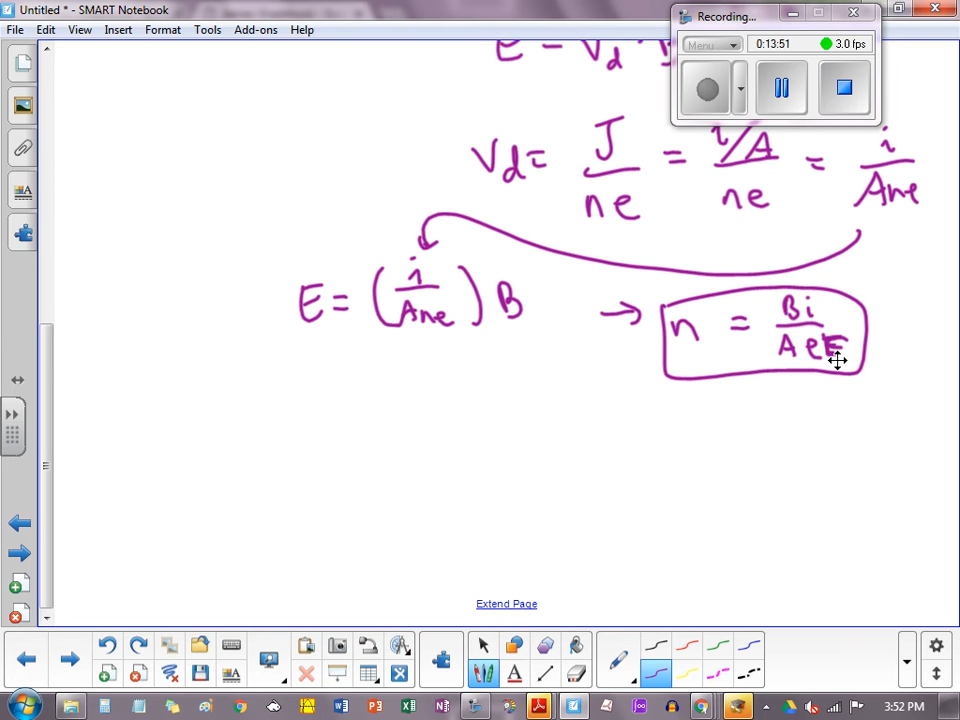 Untitled * - SMART Notebook
File Edit View Insert Format Tools Add-ons Help
Recording...
Menu 0:13:51 3.0 fps
E = Vd · B
Vd = J/ne = i/A/ne = i/Ane
E = (i/Ane) B → n = Bi/AeE
Extend Page
3:52 PM